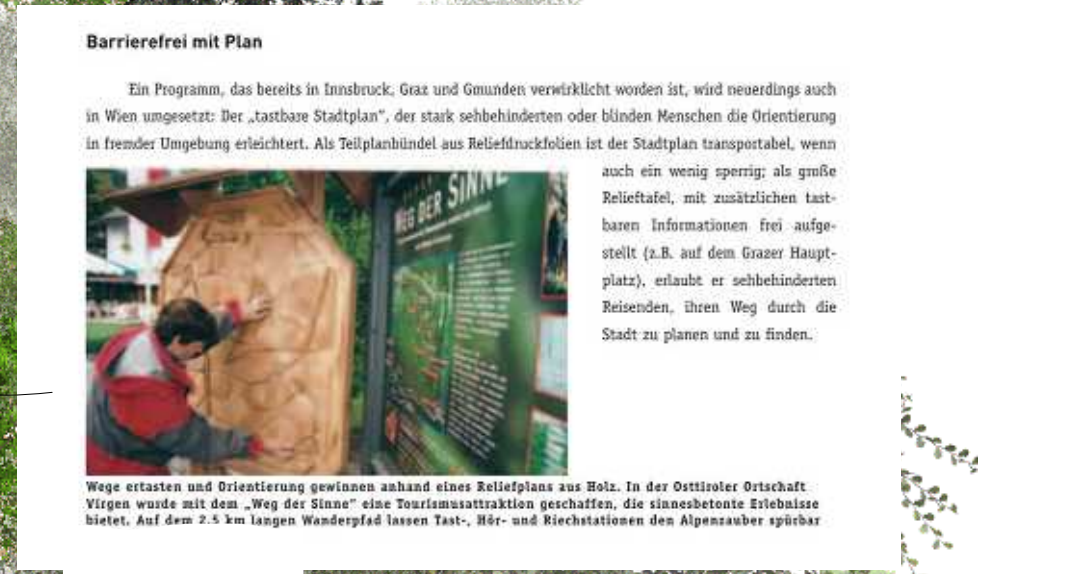 Barrierefrei mit Plan
Ein Programm, das bereits in Innsbruck, Graz und Gmunden verwirklicht worden ist, wird neuerdings auch
in Wien umgesetzt: Der „tastbare Stadtplan“, der stark sehbehinderten oder blinden Menschen die Orientierung
in fremder Umgebung erleichtert. Als Teilplanbündel aus Reliefdruckfolien ist der Stadtplan transportabel, wenn
auch ein wenig sperrig; als große
Relieftafel, mit zusätzlichen tast-
baren Informationen frei aufge-
stellt (z.B. auf dem Grazer Haupt-
platz), erlaubt er sehbehinderten
Reisenden, ihren Weg durch die
Stadt zu planen und zu finden.
WEG DER SINNE
Wege ertasten und Orientierung gewinnen anhand eines Reliefplans aus Holz. In der Osttiroler Ortschaft
Virgen wurde mit dem „Weg der Sinne“ eine Tourismusattraktion geschaffen, die sinnesbetonte Erlebnisse
bietet. Auf dem 2.5 km langen Wanderpfad lassen Tast-, Hör- und Riechstationen den Alpenzauber spürbar